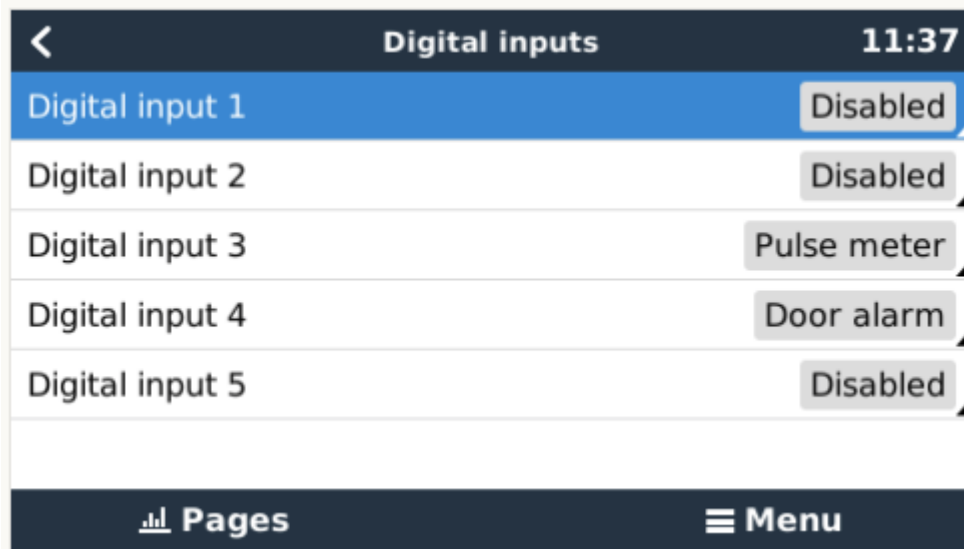 Digital inputs 11:37
Digital input 1 Disabled
Digital input 2 Disabled
Digital input 3 Pulse meter
Digital input 4 Door alarm
Digital input 5 Disabled
Pages Menu